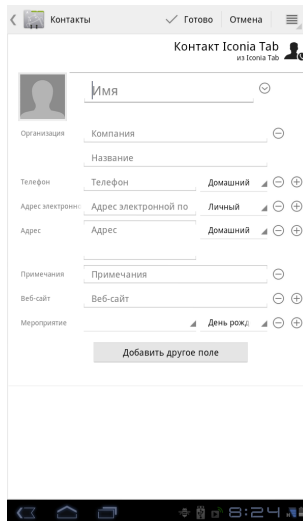 Контакты Готово Отмена
Контакт Iconia Tab
из Iconia Tab
Имя
Организация Компания
Название
Телефон Телефон Домашний
Адрес электронн Адрес электронной по Личный
Адрес Адрес Домашний
Примечания Примечания
Веб-сайт Веб-сайт
Мероприятие День рожд
Добавить другое поле
8:24